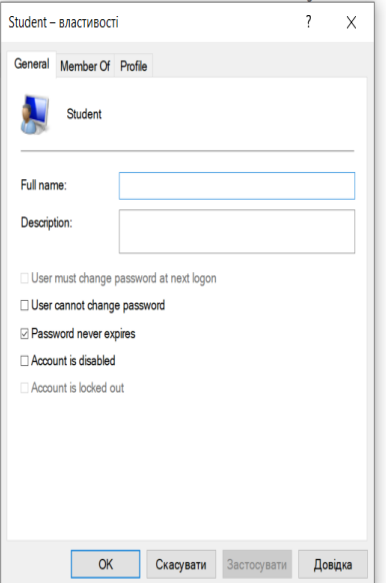 Student – властивості
? X
General Member Of Profile
Student
Full name:
Description:
User must change password at next logon
User cannot change password
Password never expires
Account is disabled
Account is locked out
OK Скасувати Застосувати Довідка